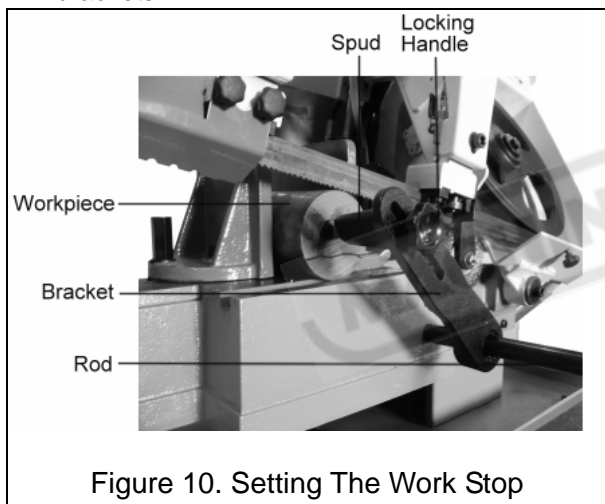 Spud
Locking
Handle
Workpiece
Bracket
Rod
Figure 10. Setting The Work Stop